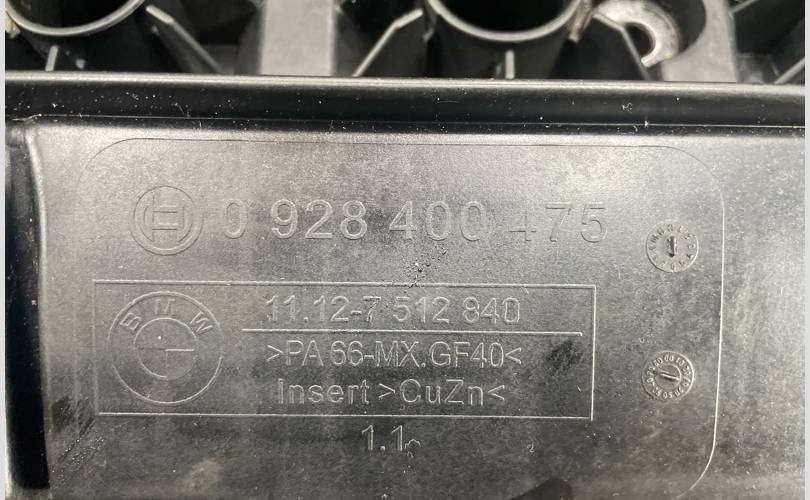 0 928 400 475
BMW
11.12-7 512 840
>PA 66-MX.GF40<
Insert >CuZn<
1.1